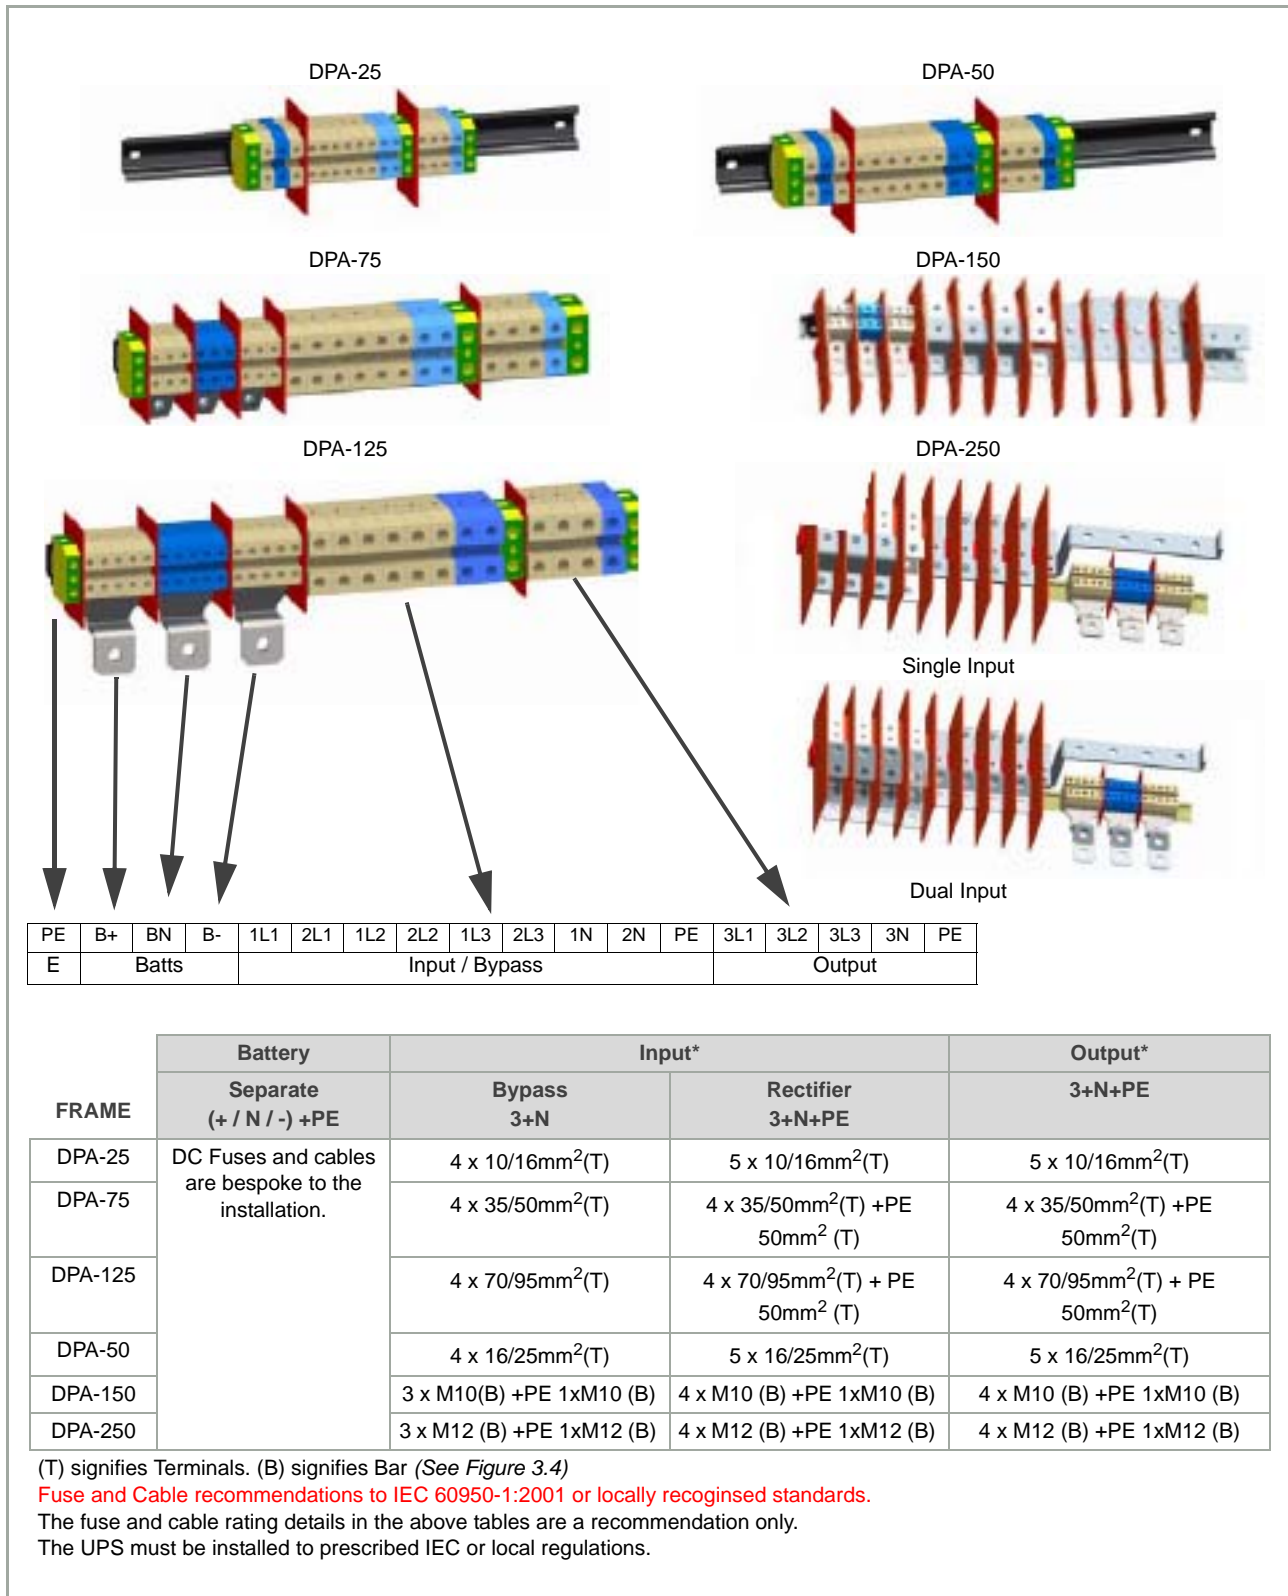 DPA-25
DPA-50
DPA-75
DPA-150
DPA-125
DPA-250
Single Input
Dual Input
PE B+ BN B- 1L1 2L1 1L2 2L2 1L3 2L3 1N 2N PE 3L1 3L2 3L3 3N PE
E Batts Input / Bypass Output
FRAME Battery Input* Output*
Separate Bypass Rectifier 3+N+PE
(+ / N / -) +PE 3+N 3+N+PE
DPA-25 DC Fuses and cables 4 x 10/16mm²(T) 5 x 10/16mm²(T) 5 x 10/16mm²(T)
are bespoke to the
installation.
DPA-75 4 x 35/50mm²(T) 4 x 35/50mm²(T) +PE 4 x 35/50mm²(T) +PE
50mm² (T) 50mm²(T)
DPA-125 4 x 70/95mm²(T) 4 x 70/95mm²(T) + PE 4 x 70/95mm²(T) + PE
50mm² (T) 50mm²(T)
DPA-50 4 x 16/25mm²(T) 5 x 16/25mm²(T) 5 x 16/25mm²(T)
DPA-150 3 x M10(B) +PE 1xM10 (B) 4 x M10 (B) +PE 1xM10 (B) 4 x M10 (B) +PE 1xM10 (B)
DPA-250 3 x M12 (B) +PE 1xM12 (B) 4 x M12 (B) +PE 1xM12 (B) 4 x M12 (B) +PE 1xM12 (B)
(T) signifies Terminals. (B) signifies Bar (See Figure 3.4)
Fuse and Cable recommendations to IEC 60950-1:2001 or locally recoginsed standards.
The fuse and cable rating details in the above tables are a recommendation only.
The UPS must be installed to prescribed IEC or local regulations.